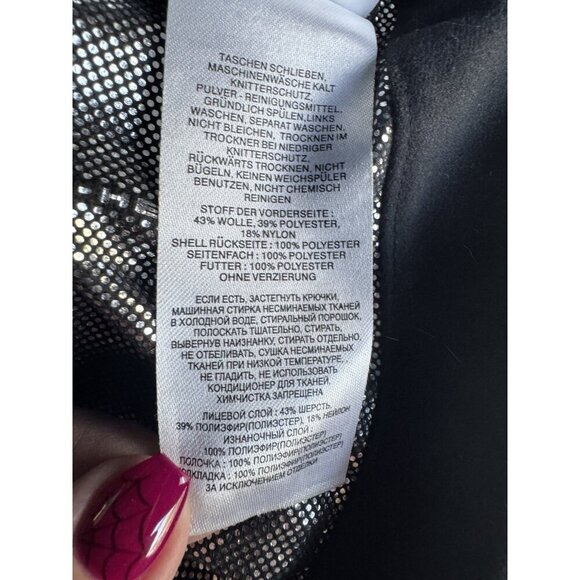 TASCHEN SCHLIEBEN,
MASCHINENWÄSCHE KALT
KNITTERSCHUTZ,
PULVER - REINIGUNGSMITTEL,
GRÜNDLICH SPÜLEN,LINKS
WASCHEN, SEPARAT WASCHEN,
NICHT BLEICHEN, TROCKNEN IM
TROCKNER BEI NIEDRIGER
KNITTERSCHUTZ,
RÜCKWÄRTS TROCKNEN, NICHT
BÜGELN, KEINEN WEICHSPÜLER
BENUTZEN, NICHT CHEMISCH
REINIGEN
STOFF DER VORDERSEITE :
43% WOLLE, 39% POLYESTER,
18% NYLON
SHELL RÜCKSEITE : 100% POLYESTER
SEITENFACH : 100% POLYESTER
FUTTER : 100% POLYESTER
OHNE VERZIERUNG
ЕСЛИ ЕСТЬ, ЗАСТЕГНУТЬ КРЮЧКИ,
МАШИННАЯ СТИРКА НЕСМИНАЕМЫХ ТКАНЕЙ
В ХОЛОДНОЙ ВОДЕ, СТИРАЛЬНЫЙ ПОРОШОК,
ПОЛОСКАТЬ ТЩАТЕЛЬНО, СТИРАТЬ,
ВЫВЕРНУВ НАИЗНАНКУ, СТИРАТЬ ОТДЕЛЬНО,
НЕ ОТБЕЛИВАТЬ, СУШКА НЕСМИНАЕМЫХ
ТКАНЕЙ ПРИ НИЗКОЙ ТЕМПЕРАТУРЕ,
НЕ ГЛАДИТЬ, НЕ ИСПОЛЬЗОВАТЬ
КОНДИЦИОНЕР ДЛЯ ТКАНЕЙ,
ХИМЧИСТКА ЗАПРЕЩЕНА
ЛИЦЕВОЙ СЛОЙ : 43% ШЕРСТЬ,
39% ПОЛИЭФИР(ПОЛИЭСТЕР), 18% НЕЙЛОН
ИЗНАНОЧНЫЙ СЛОЙ :
100% ПОЛИЭФИР(ПОЛИЭСТЕР)
ПОЛОЧКА : 100% ПОЛИЭФИР(ПОЛИЭСТЕР)
ОДКЛАДКА : 100% ПОЛИЭФИР(ПОЛИЭСТЕР)
ЗА ИСКЛЮЧЕНИЕМ ОТДЕЛКИ